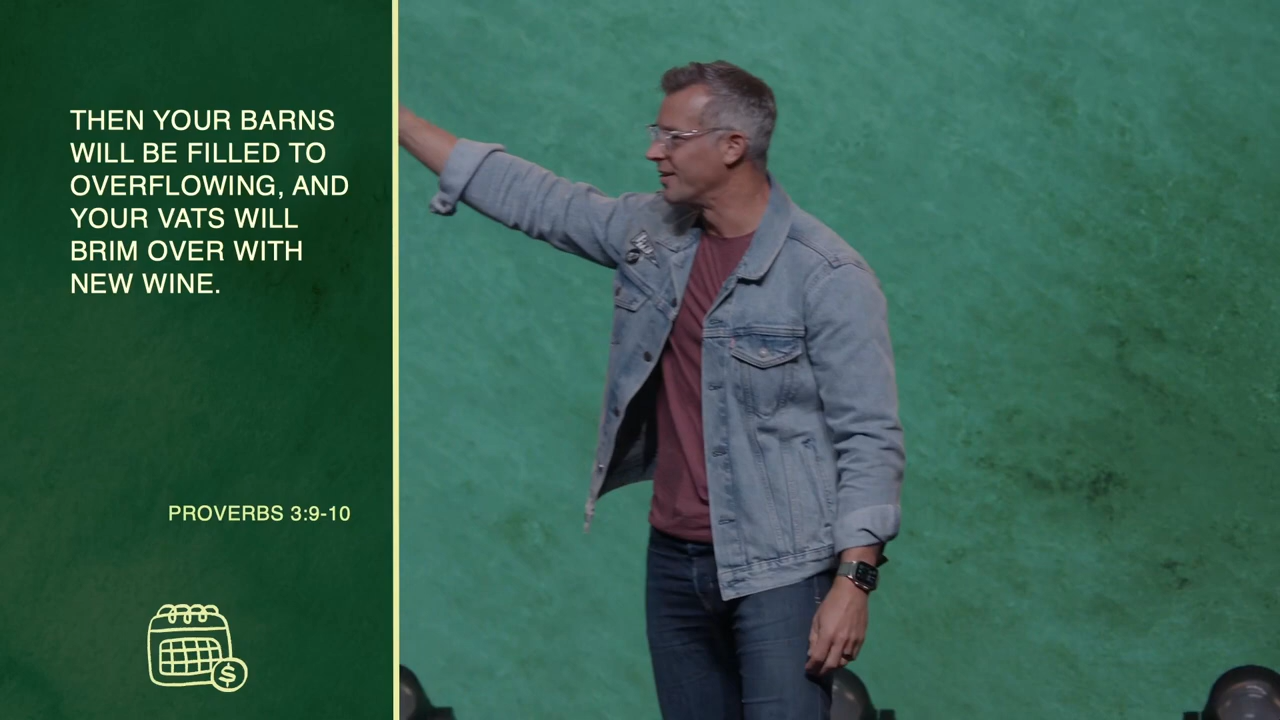 THEN YOUR BARNS
WILL BE FILLED TO
OVERFLOWING, AND
YOUR VATS WILL
BRIM OVER WITH
NEW WINE.
PROVERBS 3:9-10
$